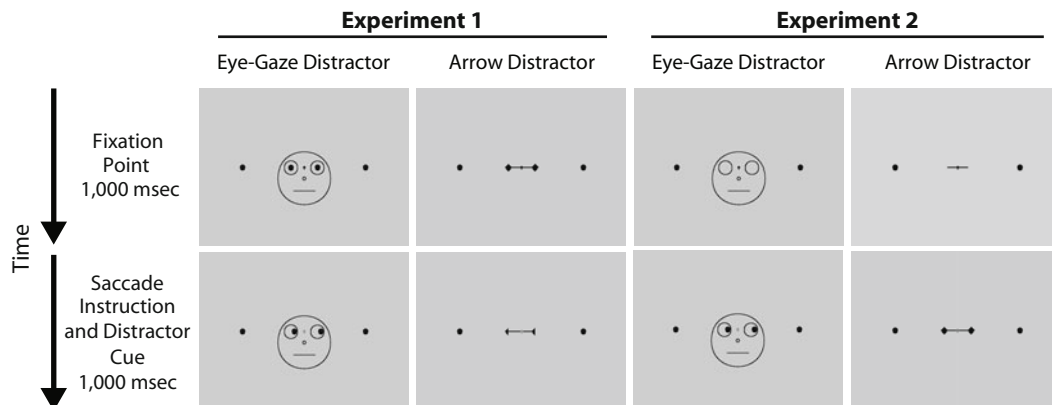 Experiment 1
Experiment 2
Eye-Gaze Distractor
Arrow Distractor
Eye-Gaze Distractor
Arrow Distractor
Time
Fixation
Point
1,000 msec
Saccade
Instruction
and Distractor
Cue
1,000 msec